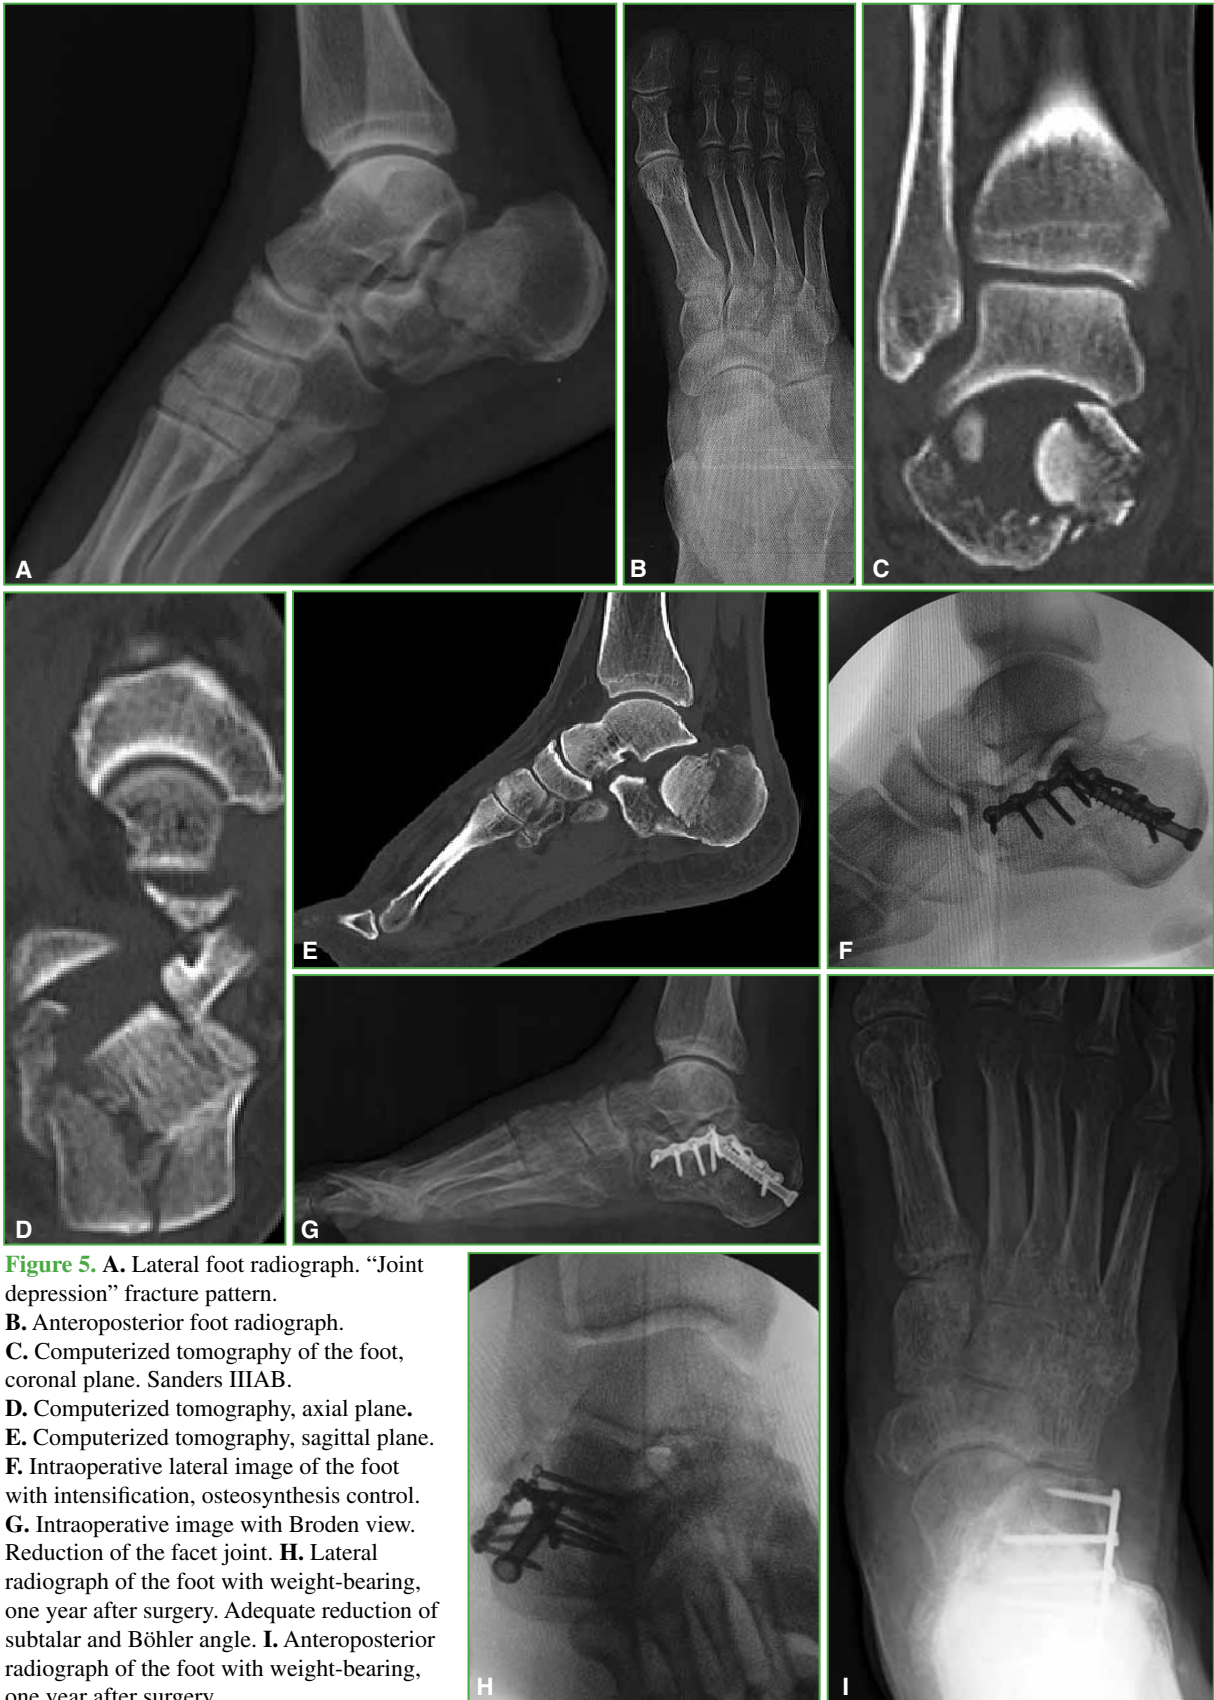 A
B
C
D
E
F
G
H
I
Figure 5. A. Lateral foot radiograph. “Joint
depression” fracture pattern.
B. Anteroposterior foot radiograph.
C. Computerized tomography of the foot,
coronal plane. Sanders IIIAB.
D. Computerized tomography, axial plane.
E. Computerized tomography, sagittal plane.
F. Intraoperative lateral image of the foot
with intensification, osteosynthesis control.
G. Intraoperative image with Broden view.
Reduction of the facet joint. H. Lateral
radiograph of the foot with weight-bearing,
one year after surgery. Adequate reduction of
subtalar and Böhler angle. I. Anteroposterior
radiograph of the foot with weight-bearing,
one year after surgery.